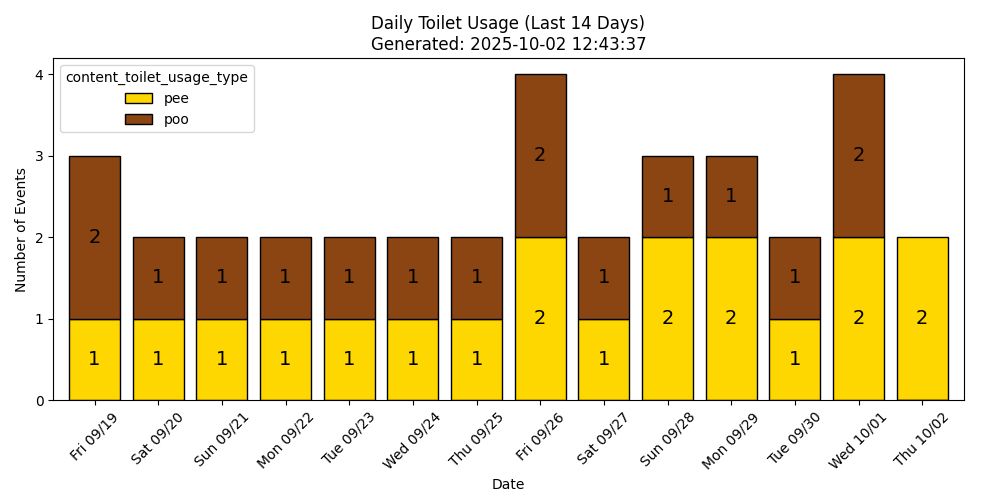 Daily Toilet Usage (Last 14 Days)
Generated: 2025-10-02 12:43:37
content_toilet_usage_type
pee
poo
Number of Events
4
3
2
1
0
2 1 1 1 1 1 1 2 1 1 1 1 2
1 1 1 1 1 1 1 2 1 2 2 1 2 2
Fri 09/19
Sat 09/20
Sun 09/21
Mon 09/22
Tue 09/23
Wed 09/24
Thu 09/25
Fri 09/26
Sat 09/27
Sun 09/28
Mon 09/29
Tue 09/30
Wed 10/01
Thu 10/02
Date